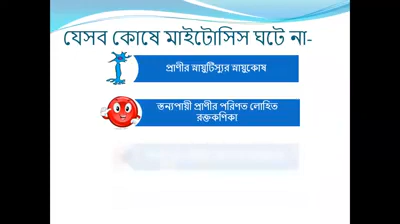 যেসব কোষে মাইটোসিস ঘটে না-
প্রাণীর স্নায়ুটিস্যুর স্নায়ুকোষ
স্তন্যপায়ী প্রাণীর পরিণত লোহিত
রক্তকণিকা